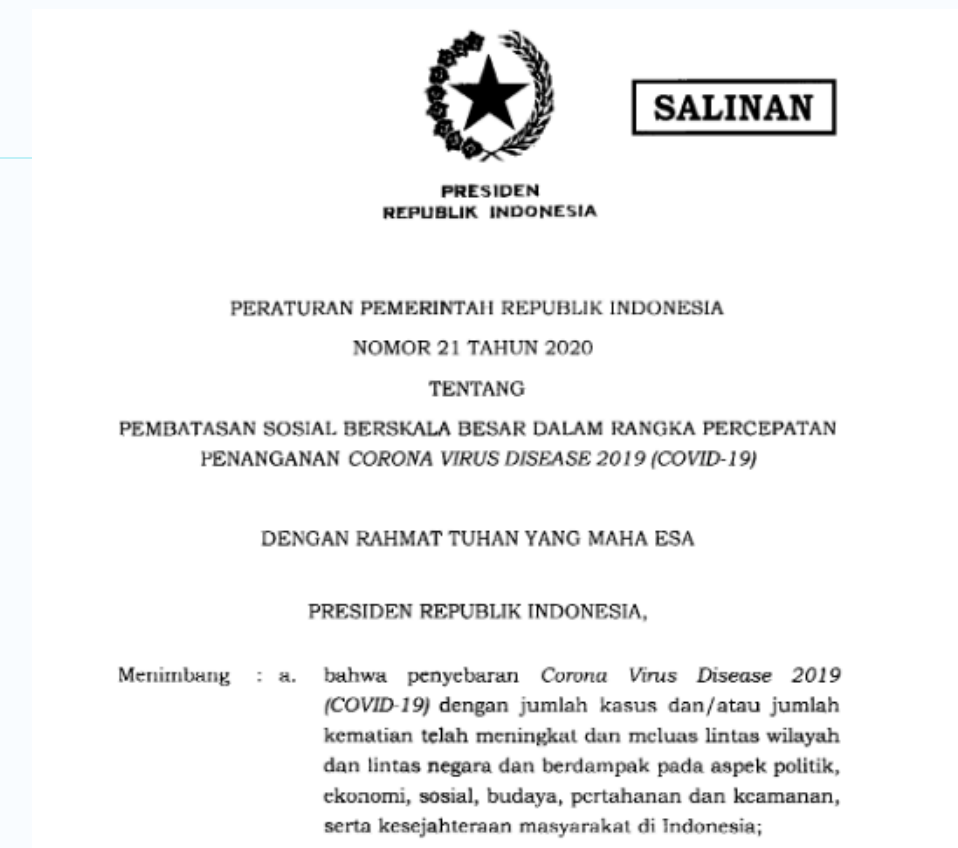 SALINAN
PRESIDEN
REPUBLIK INDONESIA
PERATURAN PEMERINTAH REPUBLIK INDONESIA
NOMOR 21 TAHUN 2020
TENTANG
PEMBATASAN SOSIAL BERSKALA BESAR DALAM RANGKA PERCEPATAN
PENANGANAN CORONA VIRUS DISEASE 2019 (COVID-19)
DENGAN RAHMAT TUHAN YANG MAHA ESA
PRESIDEN REPUBLIK INDONESIA,
Menimbang : a. bahwa penyebaran Corona Virus Disease 2019
(COVID-19) dengan jumlah kasus dan/atau jumlah
kematian telah meningkat dan meluas lintas wilayah
dan lintas negara dan berdampak pada aspek politik,
ekonomi, sosial, budaya, pertahanan dan keamanan,
serta kesejahteraan masyarakat di Indonesia;